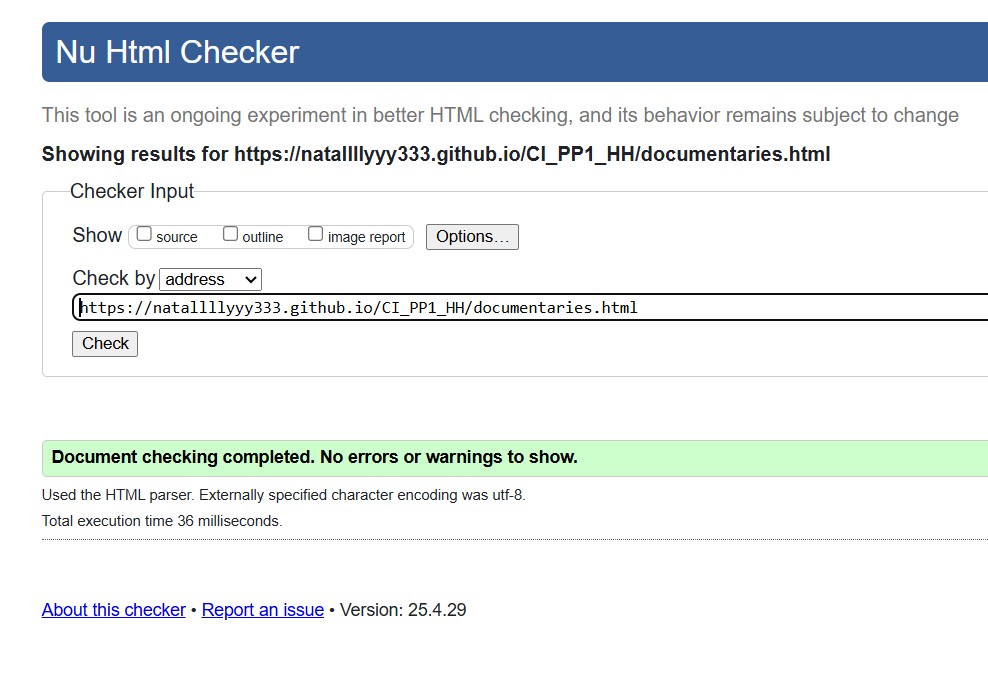 Nu Html Checker
This tool is an ongoing experiment in better HTML checking, and its behavior remains subject to change
Showing results for https://natallllyyy333.github.io/CI_PP1_HH/documentaries.html
Checker Input
Show source outline image report Options...
Check by address
https://natallllyyy333.github.io/CI_PP1_HH/documentaries.html
Check
Document checking completed. No errors or warnings to show.
Used the HTML parser. Externally specified character encoding was utf-8.
Total execution time 36 milliseconds.
About this checker • Report an issue • Version: 25.4.29